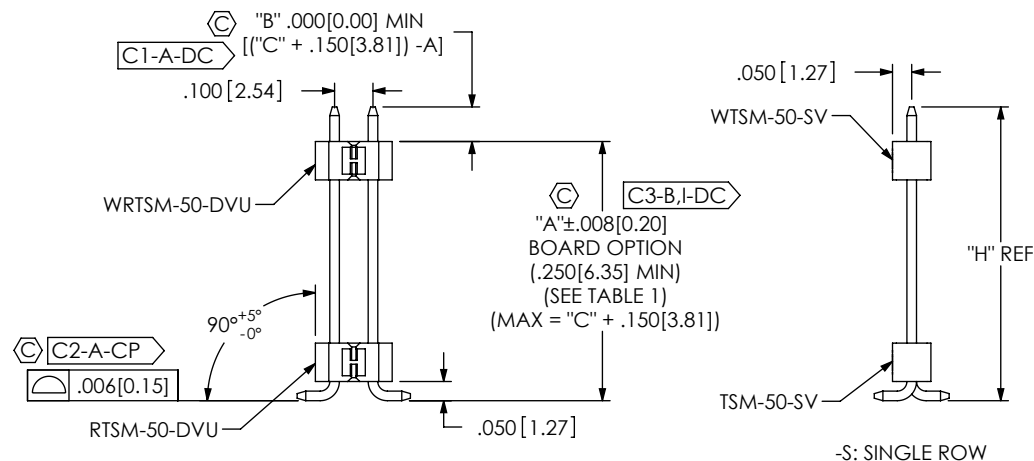 C "B" .000[0.00] MIN
C1-A-DC [("C" + .150[3.81]) -A]
.100 [2.54]
WRTSM-50-DVU
C C3-B,I-DC
"A"±.008[0.20]
BOARD OPTION
(.250[6.35] MIN)
(SEE TABLE 1)
(MAX = "C" + .150[3.81])
90° +5° -0°
C C2-A-CP
.006[0.15]
RTSM-50-DVU
.050 [1.27]
.050 [1.27]
WTSM-50-SV
"H" REF
TSM-50-SV
-S: SINGLE ROW